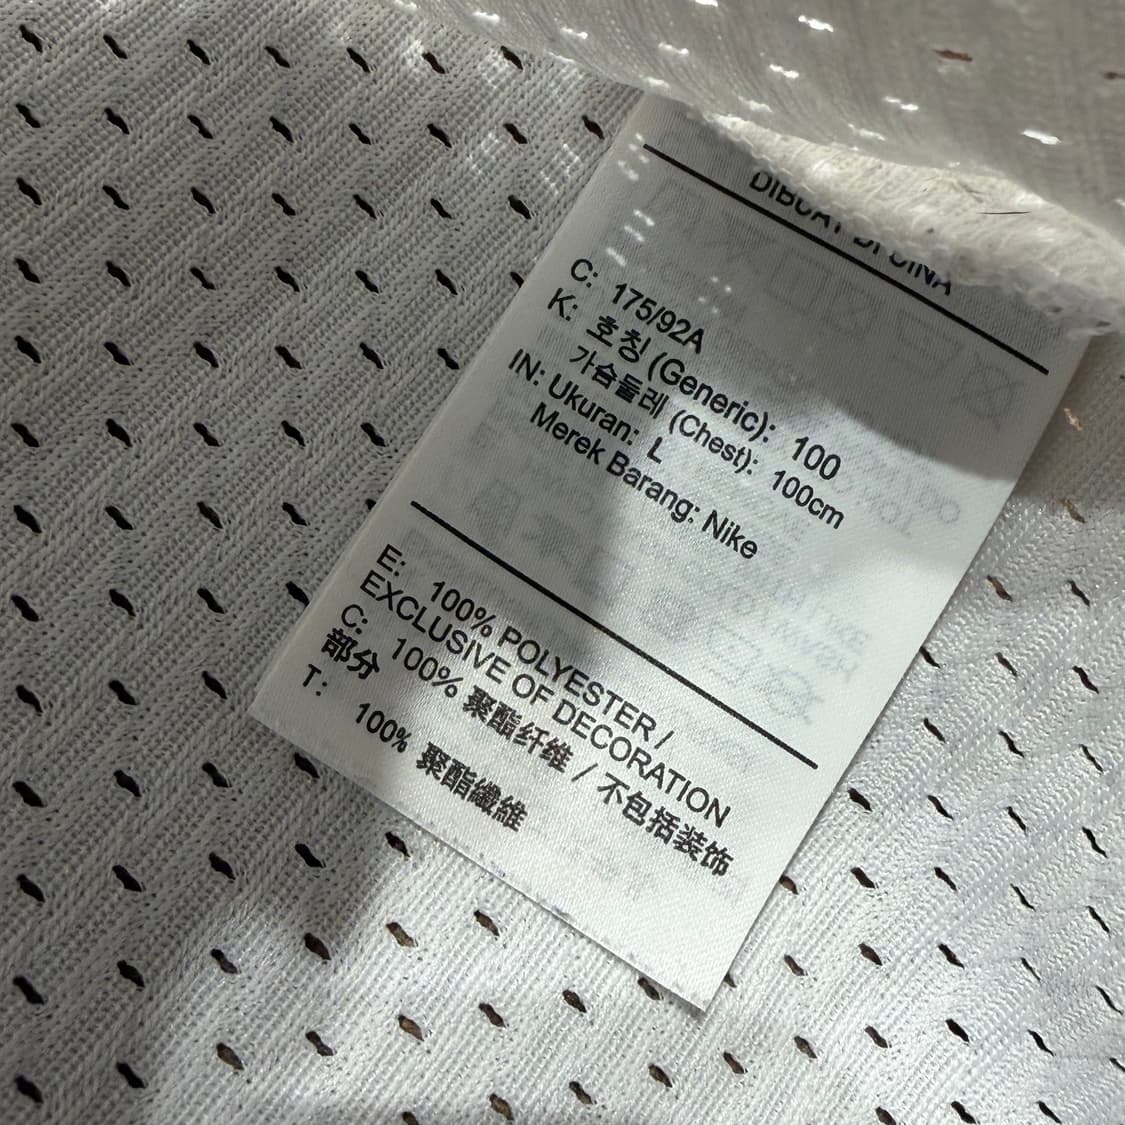 DIBUAT DI CINA
C: 175/92A
K: 호칭 (Generic): 100
가슴둘레 (Chest): 100cm
IN: Ukuran: L
Merek Barang: Nike
E: 100% POLYESTER /
EXCLUSIVE OF DECORATION
C: 100% 聚酯纤维 / 不包括装饰
部分
T: 100% 聚酯纖維